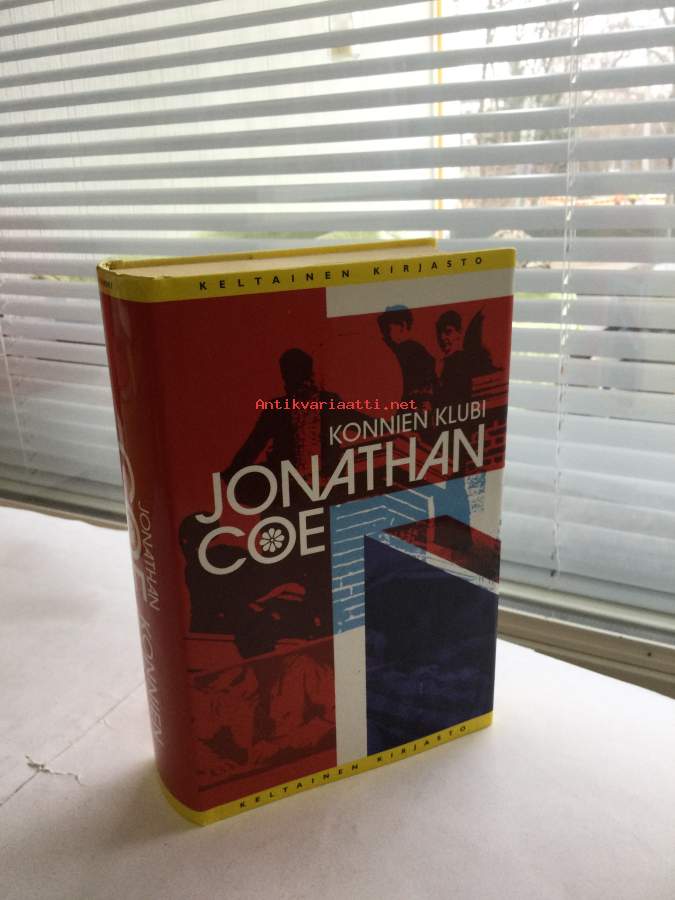 KELTAINEN KIRJASTO
Antikvariaatti.net
KONNIEN KLUBI
JONATHAN
COE
KELTAINEN KIRJASTO
JONATHAN
COE
KONNIEN